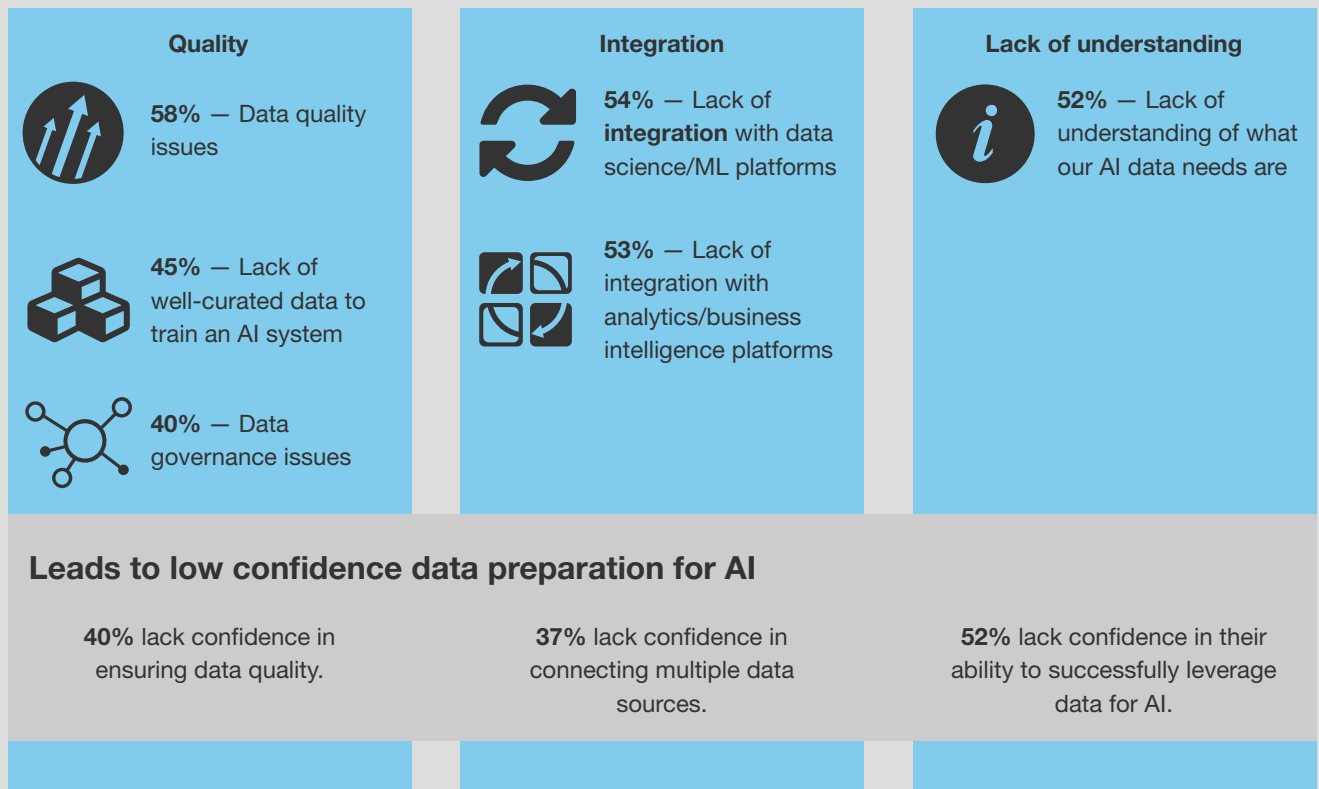 Quality
58% — Data quality
issues
45% — Lack of
well-curated data to
train an AI system
40% — Data
governance issues
Integration
54% — Lack of
integration with data
science/ML platforms
53% — Lack of
integration with
analytics/business
intelligence platforms
Lack of understanding
52% — Lack of
understanding of what
our AI data needs are
Leads to low confidence data preparation for AI
40% lack confidence in
ensuring data quality.
37% lack confidence in
connecting multiple data
sources.
52% lack confidence in their
ability to successfully leverage
data for AI.